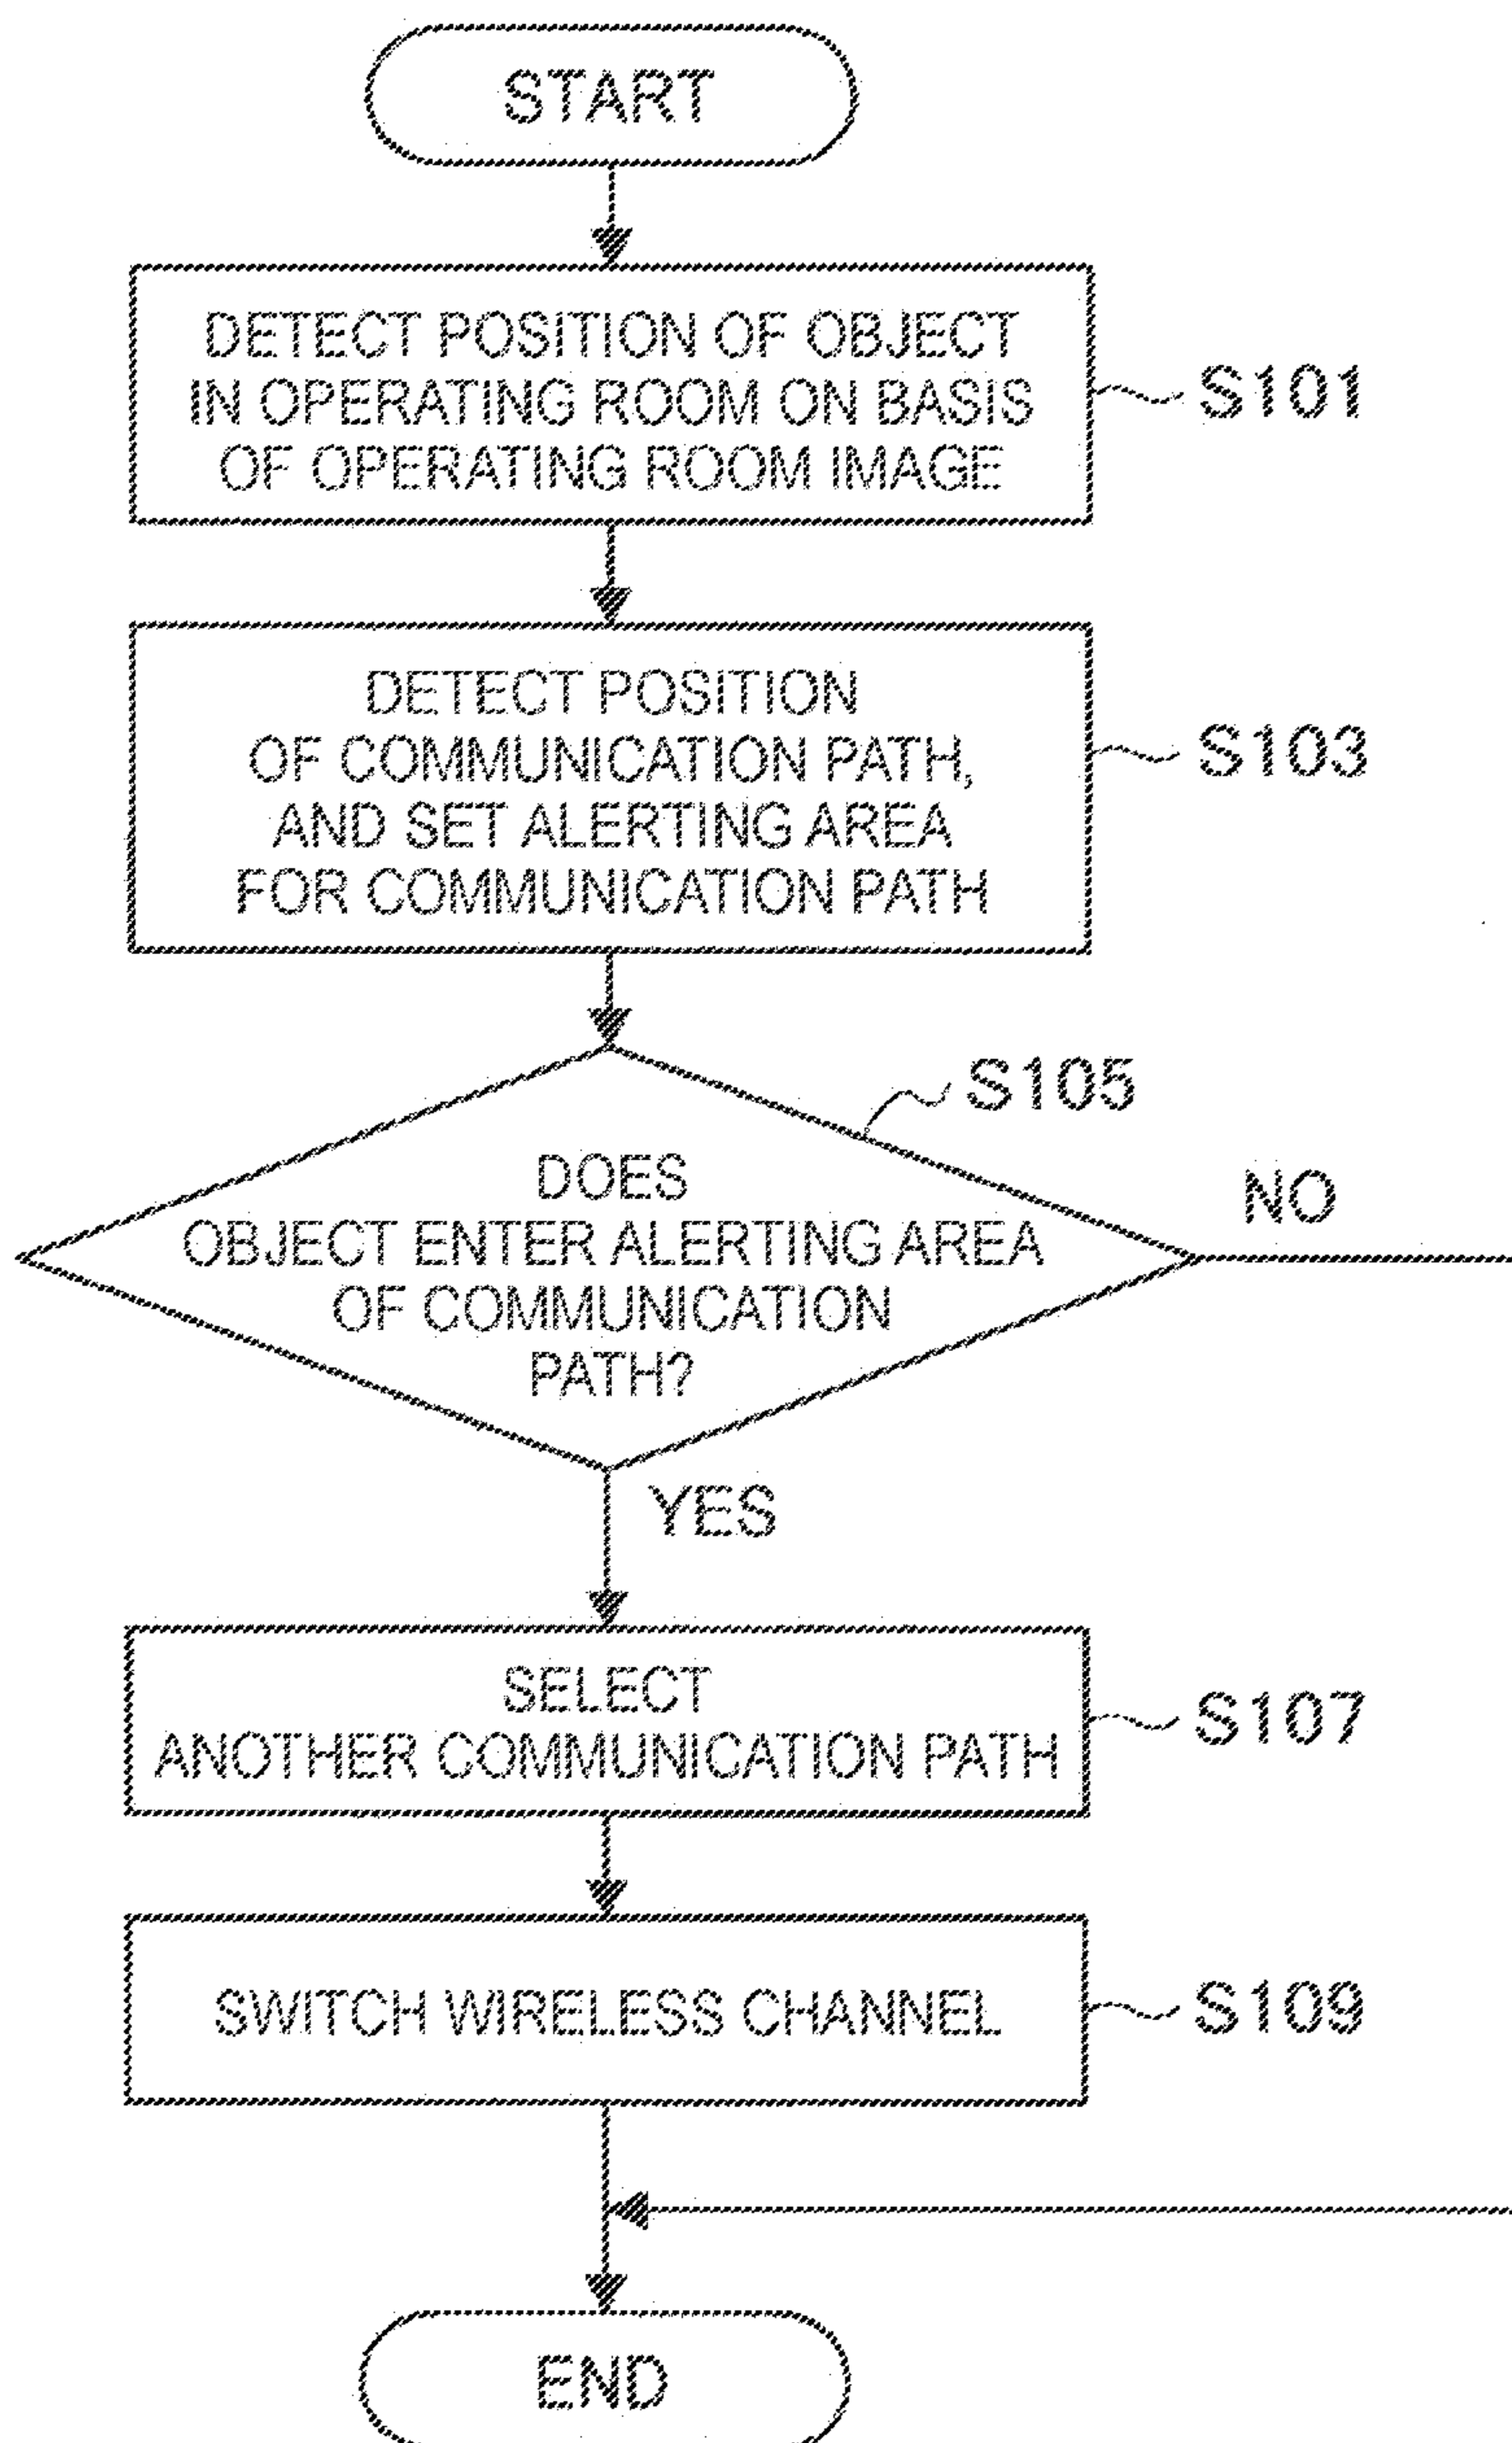 START
DETECT POSITION OF OBJECT
IN OPERATING ROOM ON BASIS
OF OPERATING ROOM IMAGE
S101
DETECT POSITION
OF COMMUNICATION PATH,
AND SET ALERTING AREA
FOR COMMUNICATION PATH
S103
S105
DOES
OBJECT ENTER ALERTING AREA
OF COMMUNICATION
PATH?
NO
YES
SELECT
ANOTHER COMMUNICATION PATH
S107
SWITCH WIRELESS CHANNEL
S109
END